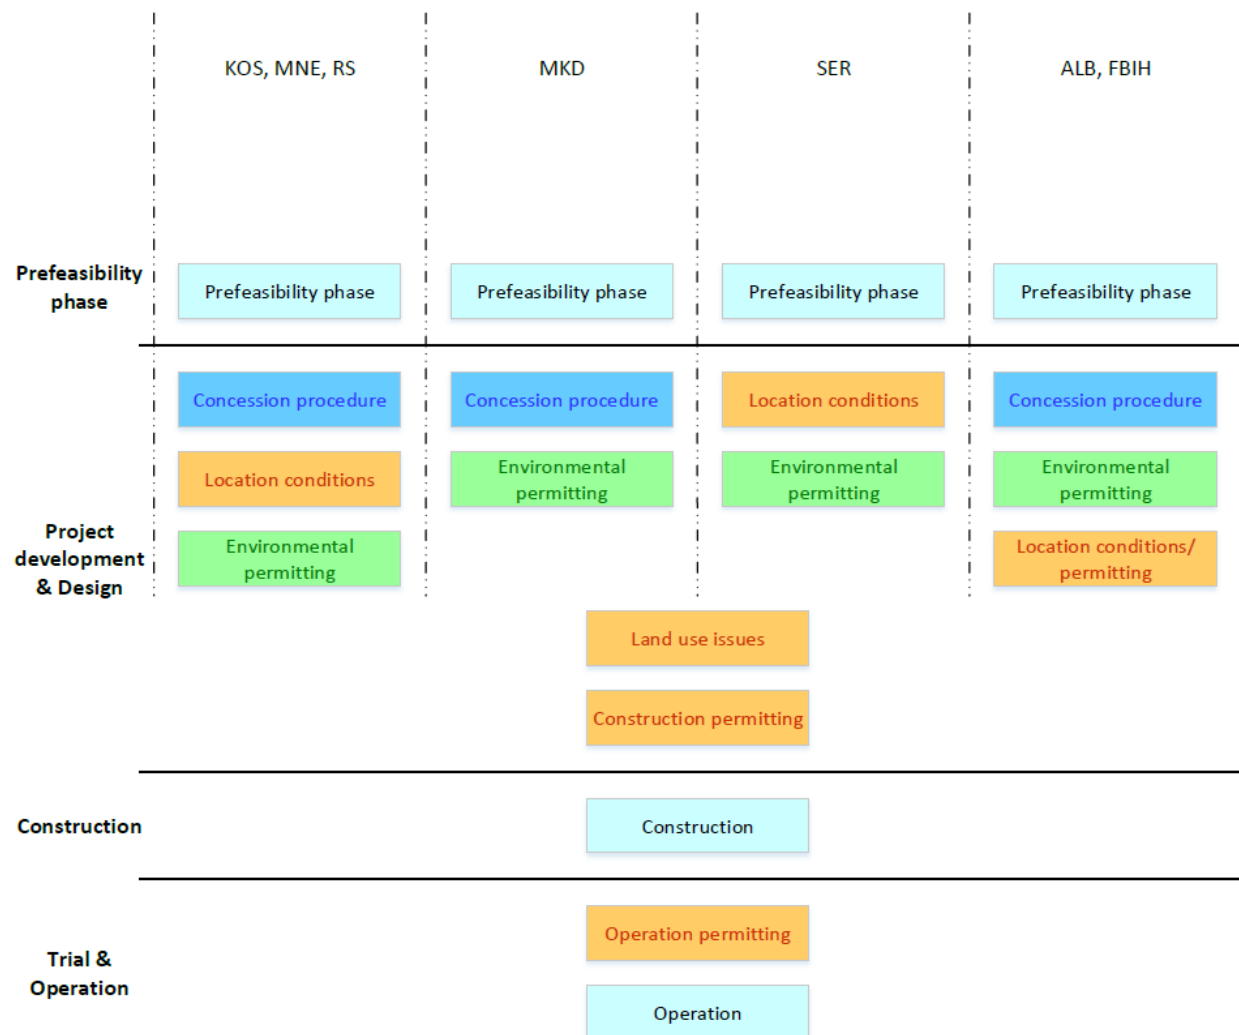 KOS, MNE, RS
MKD
SER
ALB, FBIH
Prefeasibility
phase
Prefeasibility phase
Prefeasibility phase
Prefeasibility phase
Prefeasibility phase
Project
development
& Design
Concession procedure
Concession procedure
Location conditions
Concession procedure
Location conditions
Environmental
permitting
Environmental
permitting
Environmental
permitting
Environmental
permitting
Location conditions/
permitting
Land use issues
Construction permitting
Construction
Construction
Trial &
Operation
Operation permitting
Operation